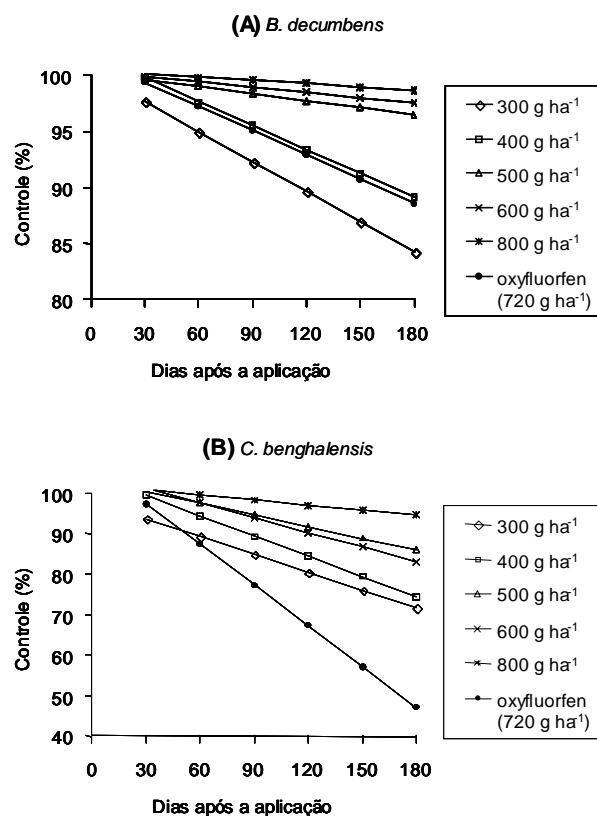 (A) B. decumbens
100
95
90
85
80
Controle (%)
0 30 60 90 120 150 180
Dias após a aplicação
300 g ha-1
400 g ha-1
500 g ha-1
600 g ha-1
800 g ha-1
oxyfluorfen
(720 g ha-1)
(B) C. benghalensis
100
90
80
70
60
50
40
Controle (%)
0 30 60 90 120 150 180
Dias após a aplicação
300 g ha-1
400 g ha-1
500 g ha-1
600 g ha-1
800 g ha-1
oxyfluorfen
(720 g ha-1)